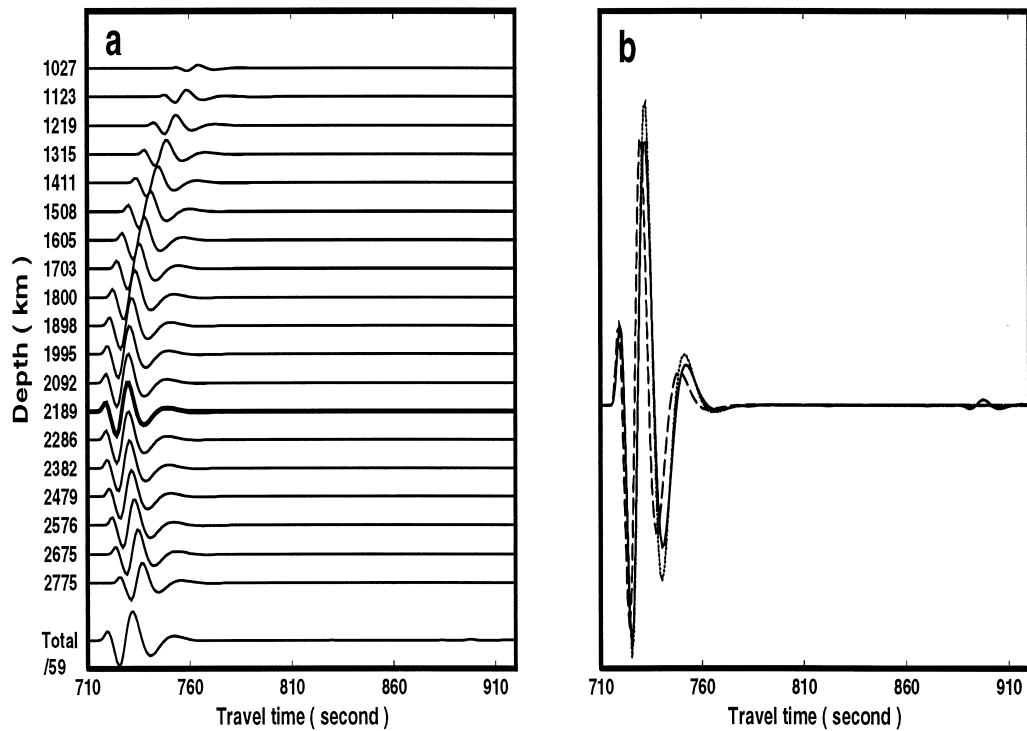 a
1027
1123
1219
1315
1411
1508
1605
1703
1800
1898
1995
2092
2189
2286
2382
2479
2576
2675
2775
Total
/59
Depth ( km )
710 760 810 860 910
Travel time ( second )
b
710 760 810 860 910
Travel time ( second )